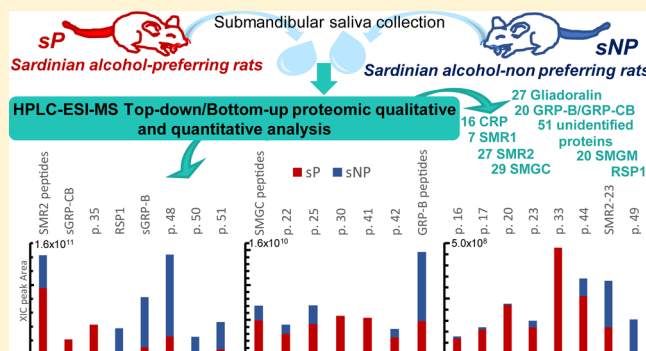 Submandibular saliva collection
sP
sNP
Sardinian alcohol-preferring rats
Sardinian alcohol-non preferring rats
HPLC-ESI-MS Top-down/Bottom-up proteomic qualitative
and quantitative analysis
27 Gliadoralin
20 GRP-B/GRP-CB
16 CRP
51 unidentified
7 SMR1
proteins
27 SMR2
20 SMGM
29 SMGC
RSP1
sP
sNP
SMR2 peptides
sGRP-CB
p. 35
RSP1
sGRP-B
p. 48
p. 50
p. 51
SMGC peptides
p. 22
p. 25
p. 30
p. 41
p. 42
GRP-B peptides
p. 16
p. 17
p. 20
p. 23
p. 33
p. 44
SMR2-23
p. 49
1.6x10¹¹
1.6x10¹⁰
5.0x10⁸
XIC peak Area